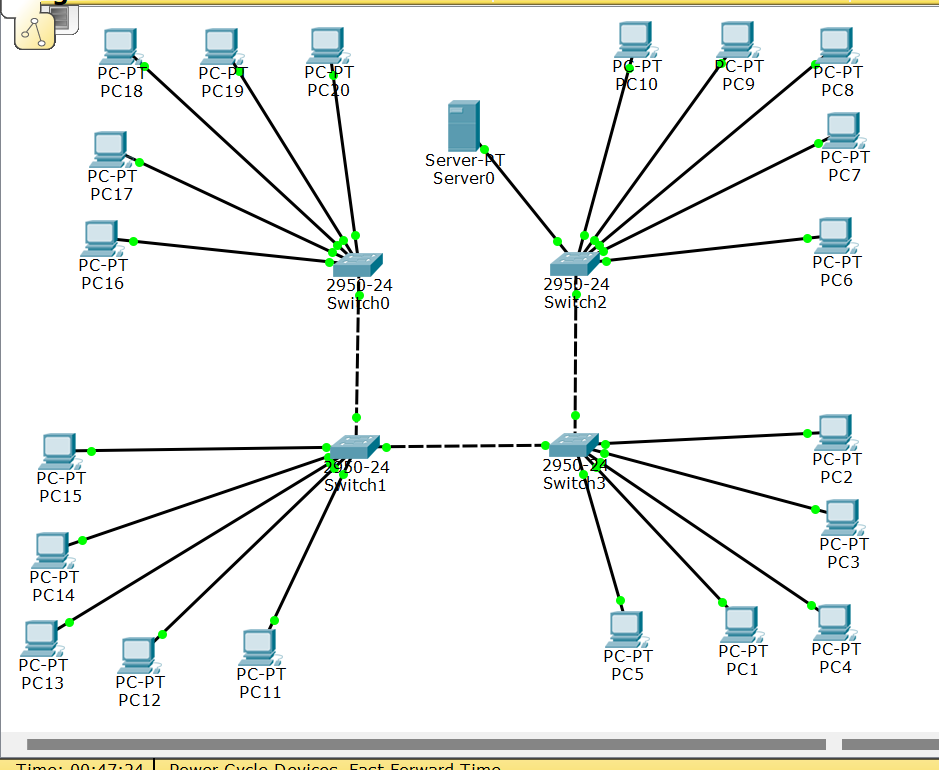 PC-PT
PC18
PC-PT
PC19
PC-PT
PC20
PC-PT
PC10
PC-PT
PC9
PC-PT
PC8
PC-PT
PC17
Server-PT
Server0
PC-PT
PC7
PC-PT
PC16
2950-24
Switch0
2950-24
Switch2
PC-PT
PC6
PC-PT
PC15
2950-24
Switch1
2950-24
Switch3
PC-PT
PC2
PC-PT
PC14
PC-PT
PC3
PC-PT
PC13
PC-PT
PC12
PC-PT
PC11
PC-PT
PC5
PC-PT
PC1
PC-PT
PC4
Time: 00:47:24
Power Cycle Devices Fast Forward Time